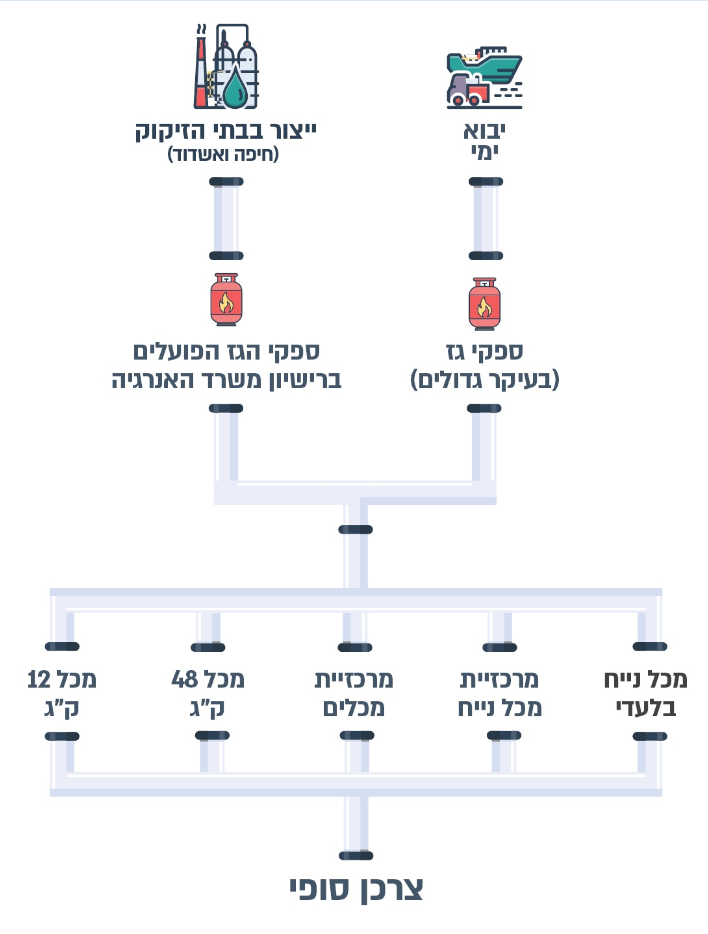 יבוא
ימי
ייצור בבתי הזיקוק
(חיפה ואשדוד)
ספקי גז
(בעיקר גדולים)
ספקי הגז הפועלים
ברישיון משרד האנרגיה
מכל נייח
בלעדי
מרכזיית
מכל נייח
מרכזיית
מכלים
מכל 48
ק"ג
מכל 12
ק"ג
צרכן סופי